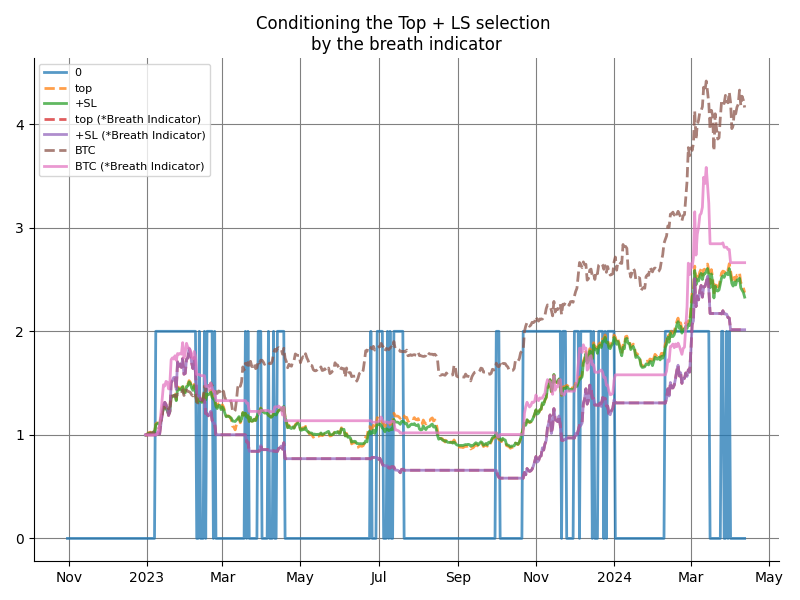 Conditioning the Top + LS selection
by the breath indicator
0
top
+SL
top (*Breath Indicator)
+SL (*Breath Indicator)
BTC
BTC (*Breath Indicator)
4
3
2
1
0
Nov 2023 Mar May Jul Sep Nov 2024 Mar May